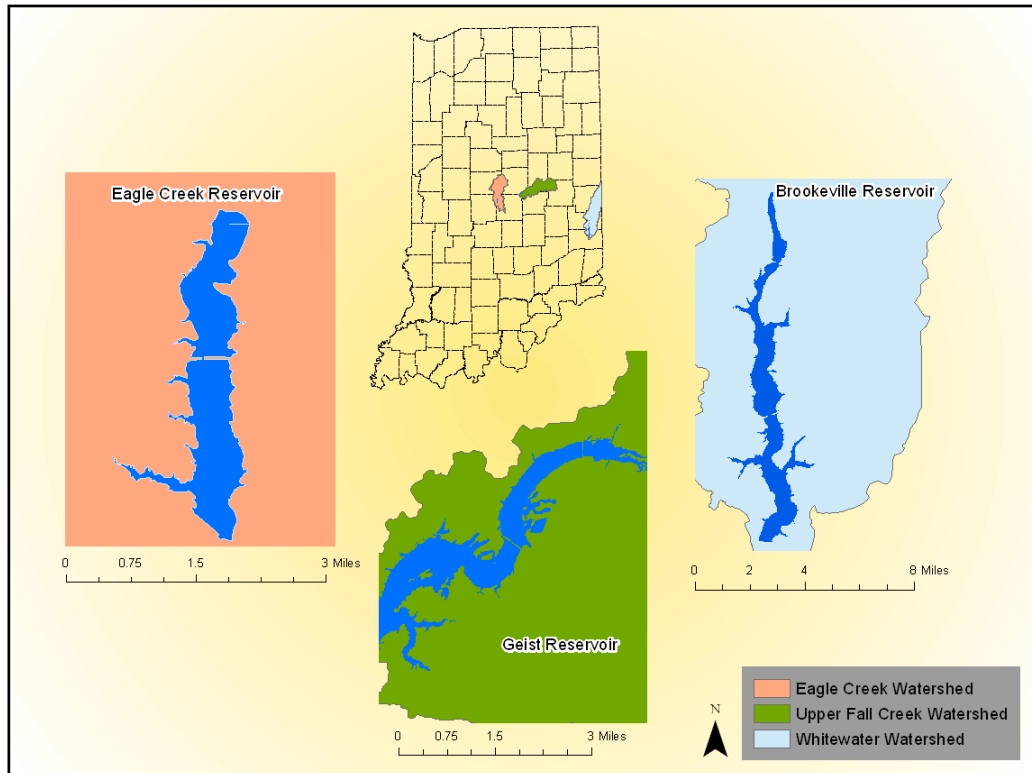 Eagle Creek Reservoir
Brookeville Reservoir
0 0.75 1.5 3 Miles
0 2 4 8 Miles
Geist Reservoir
0 0.75 1.5 3 Miles
N
Eagle Creek Watershed
Upper Fall Creek Watershed
Whitewater Watershed